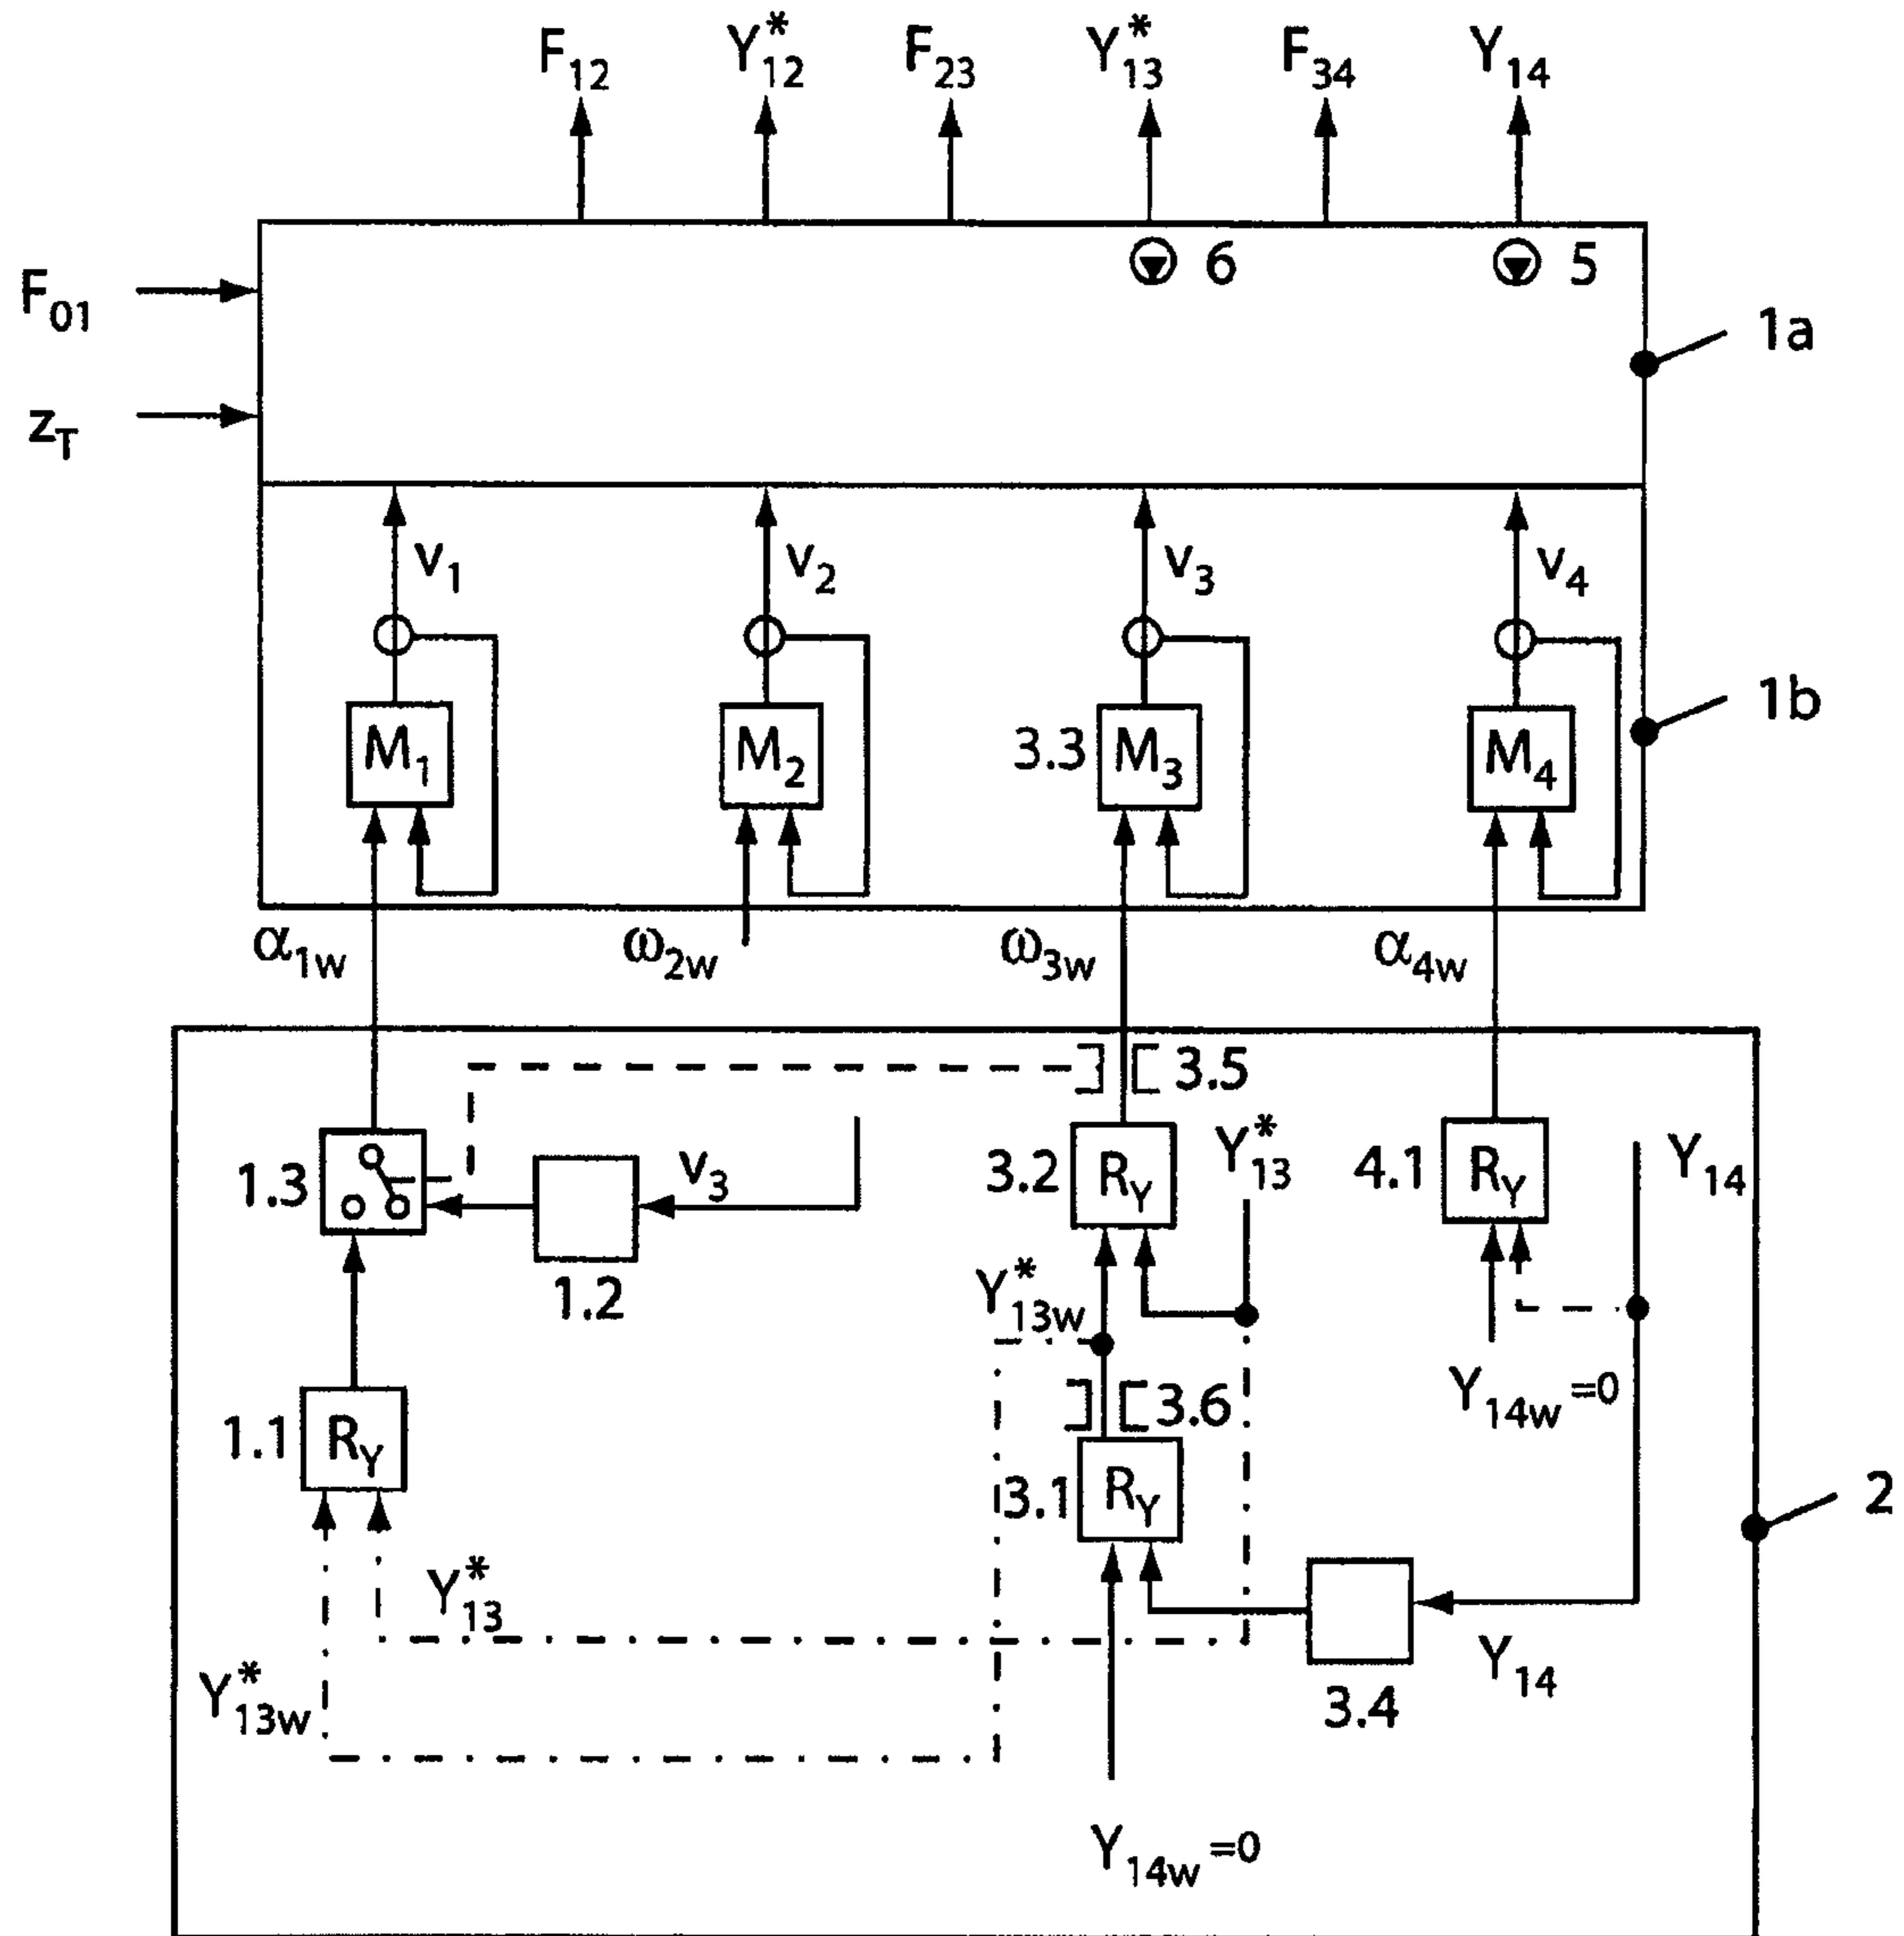 F12 Y*12 F23 Y*13 F34 Y14
6 5
F01
1a
zT
v1 v2 v3 v4
1b
M1 M2 3.3 M3 M4
α1w ω2w ω3w α4w
3.5
1.3 v3 3.2 RY Y*13 4.1 RY Y14
1.2
Y*13w
Y14w=0
3.6
1.1 RY
3.1 RY
2
Y*13
Y14
Y*13w
3.4
Y14w=0